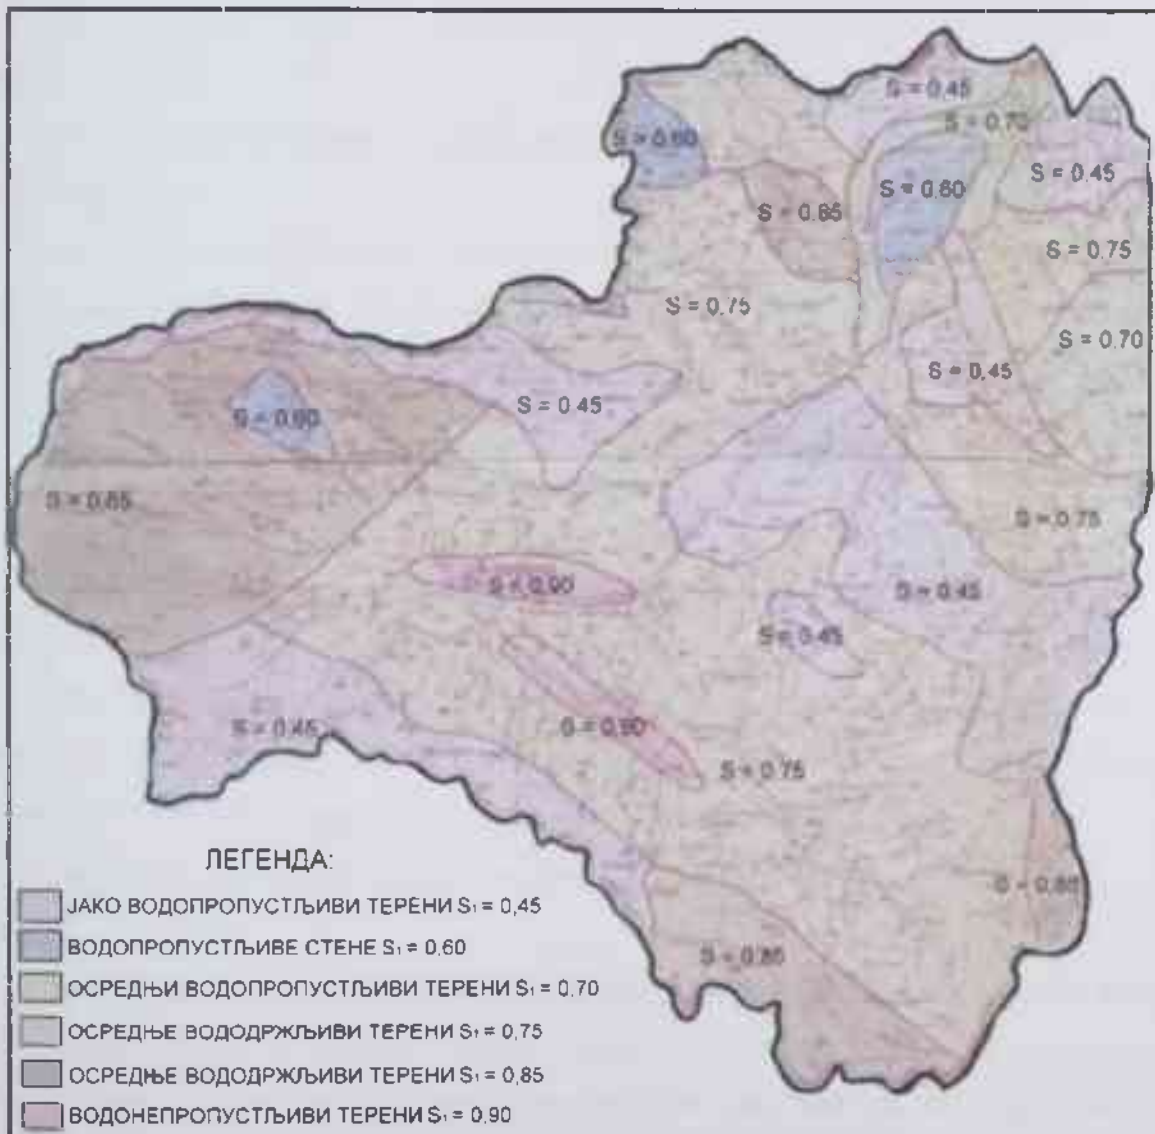 S = 0.45
S = 0.70
S = 0.60
S = 0.45
S = 0.60
S = 0.85
S = 0.75
S = 0.75
S = 0.70
S = 0,45
S = 0.45
S = 0.60
S = 0.85
S = 0.75
S = 0.90
S = 0.45
S = 0.45
S = 0.45
S = 0.90
S = 0.75
S = 0.85
S = 0.85
ЛЕГЕНДА:
ЈАКО ВОДОПРОПУСТЉИВИ ТЕРЕНИ S₁ = 0,45
ВОДОПРОПУСТЉИВЕ СТЕНЕ S₁ = 0,60
ОСРЕДЊИ ВОДОПРОПУСТЉИВИ ТЕРЕНИ S₁ = 0,70
ОСРЕДЊЕ ВОДОДРЖЉИВИ ТЕРЕНИ S₁ = 0,75
ОСРЕДЊЕ ВОДОДРЖЉИВИ ТЕРЕНИ S₁ = 0,85
ВОДОНЕПРОПУСТЉИВИ ТЕРЕНИ S₁ = 0,90